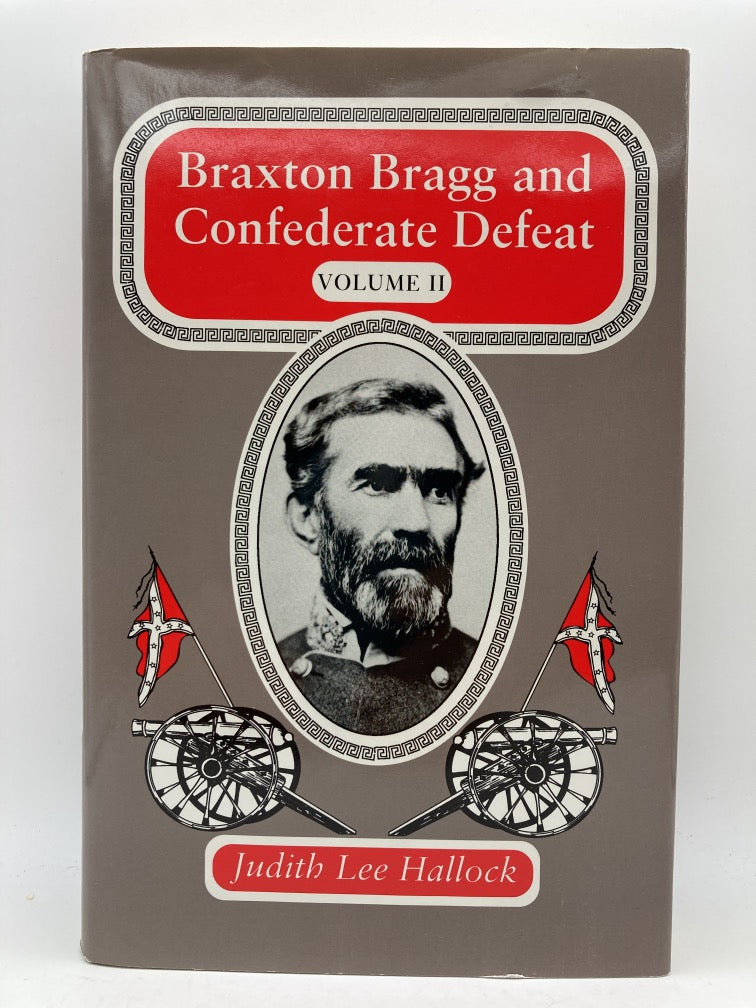 Braxton Bragg and
Confederate Defeat
VOLUME II
Judith Lee Hallock